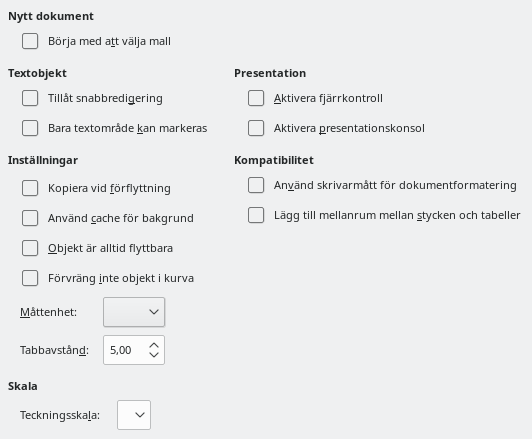 Nytt dokument
Börja med att välja mall
Textobjekt
Tillåt snabbredigering
Bara textområde kan markeras
Presentation
Aktivera fjärrkontroll
Aktivera presentationskonsol
Inställningar
Kopiera vid förflyttning
Använd cache för bakgrund
Objekt är alltid flyttbara
Förvräng inte objekt i kurva
Måttenhet:
Tabbavstånd: 5,00
Kompatibilitet
Använd skrivarmått för dokumentformatering
Lägg till mellanrum mellan stycken och tabeller
Skala
Teckningsskala: